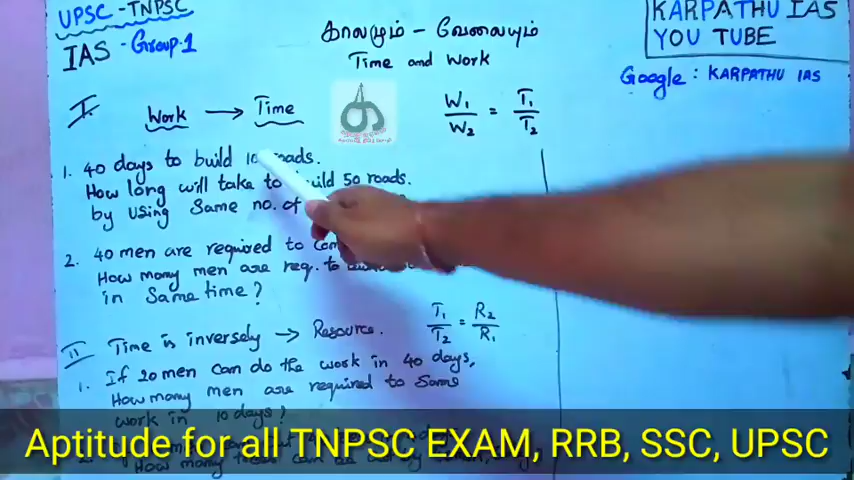 UPSC - TNPSC
IAS - Group-1
காலமும் - வேலையும்
Time and Work
KARPATHU IAS
YOU TUBE
Google : KARPATHU IAS
I. Work → Time
W₁/W₂ = T₁/T₂
1. 40 days to build 10 roads.
How long will take to build 50 roads.
by using Same no. of
2. 40 men are required to
How many men are req. to
in Same time?
II Time is inversely → Resource.
T₁/T₂ = R₂/R₁
1. If 20 men can do the work in 40 days,
How many men are required to Same
work in 10 days?
How many
Aptitude for all TNPSC EXAM, RRB, SSC, UPSC